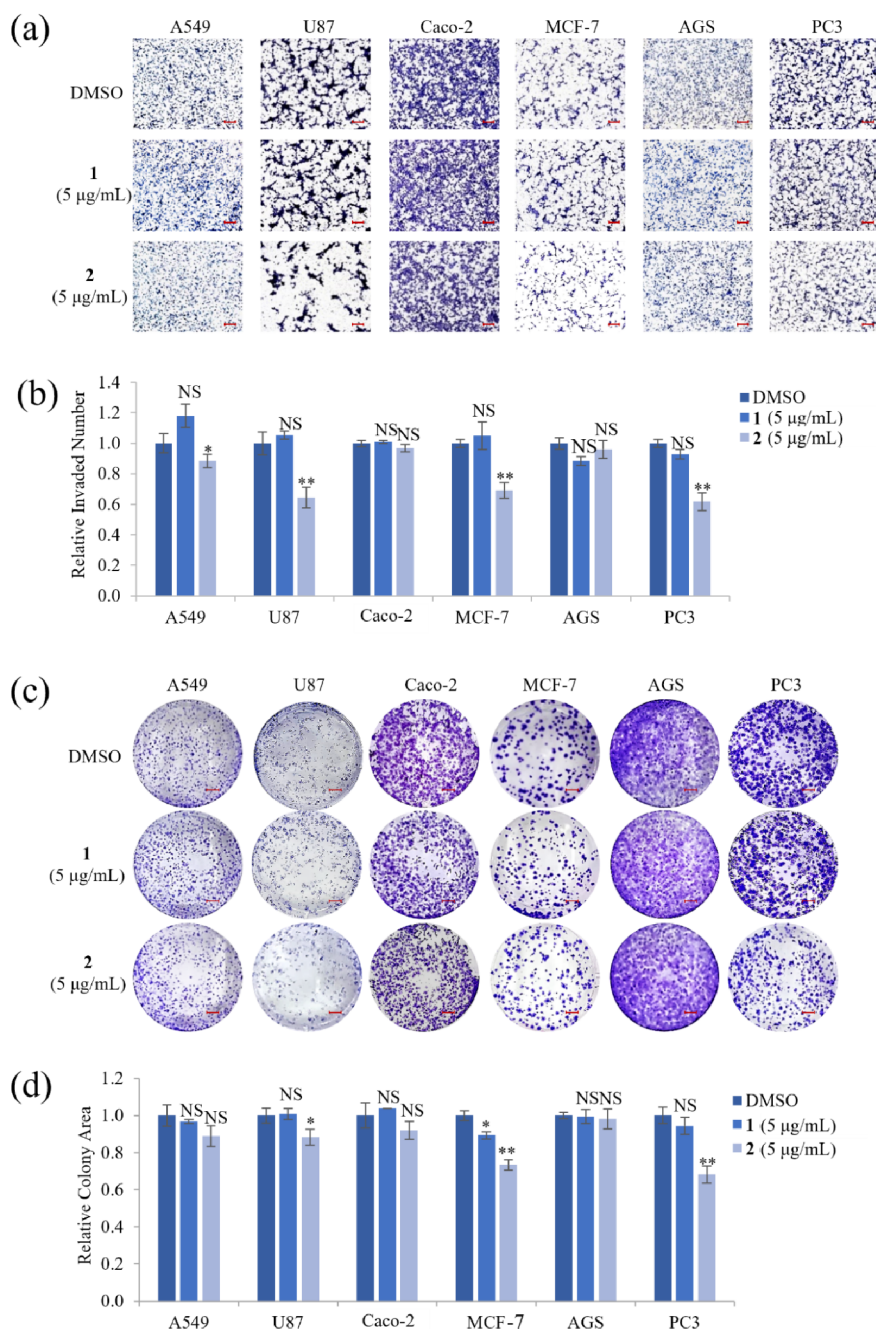 (a)
A549 U87 Caco-2 MCF-7 AGS PC3
DMSO
1
(5 μg/mL)
2
(5 μg/mL)
(b)
Relative Invaded Number
1.4
1.2
1.0
0.8
0.6
0.4
0.2
0.0
NS * NS ** NS NS NS ** NS NS NS **
DMSO
1 (5 μg/mL)
2 (5 μg/mL)
A549 U87 Caco-2 MCF-7 AGS PC3
(c)
A549 U87 Caco-2 MCF-7 AGS PC3
DMSO
1
(5 μg/mL)
2
(5 μg/mL)
(d)
Relative Colony Area
1.2
1.0
0.8
0.6
0.4
0.2
0.0
NS NS NS * NS NS * ** NS NS NS **
DMSO
1 (5 μg/mL)
2 (5 μg/mL)
A549 U87 Caco-2 MCF-7 AGS PC3